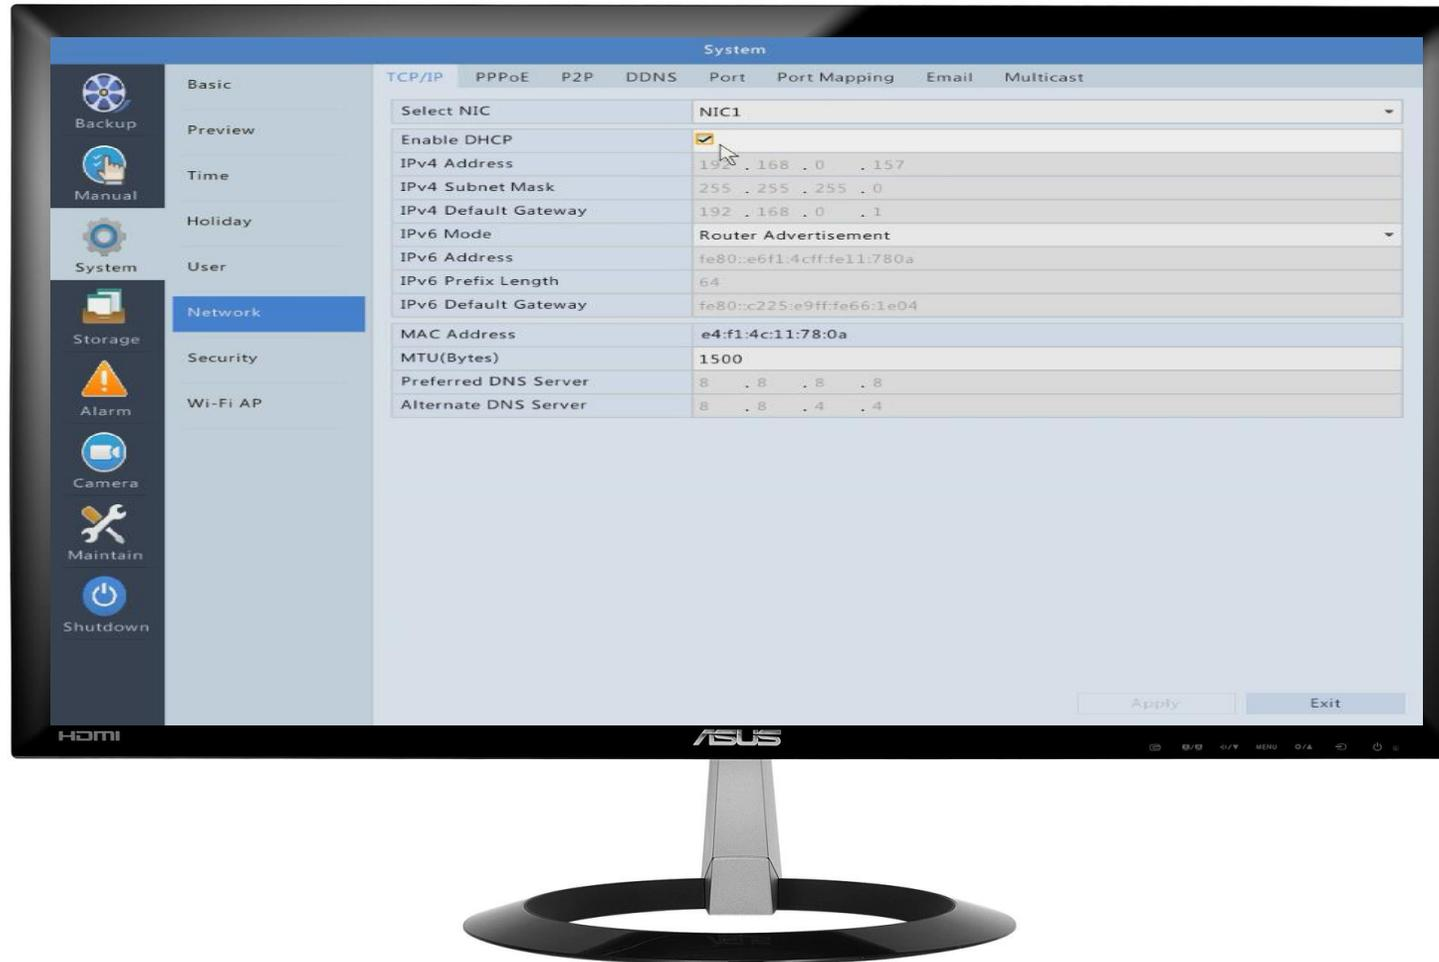 System
Backup
Manual
System
Storage
Alarm
Camera
Maintain
Shutdown
Basic
Preview
Time
Holiday
User
Network
Security
Wi-Fi AP
TCP/IP PPPoE P2P DDNS Port Port Mapping Email Multicast
Select NIC NIC1
Enable DHCP
IPv4 Address 192 . 168 . 0 . 157
IPv4 Subnet Mask 255 . 255 . 255 . 0
IPv4 Default Gateway 192 . 168 . 0 . 1
IPv6 Mode Router Advertisement
IPv6 Address fe80::e6f1:4cff:fe11:780a
IPv6 Prefix Length 64
IPv6 Default Gateway fe80::c225:e9ff:fe66:1e04
MAC Address e4:f1:4c:11:78:0a
MTU(Bytes) 1500
Preferred DNS Server 8 . 8 . 8 . 8
Alternate DNS Server 8 . 8 . 4 . 4
Apply Exit
HDMI ASUS MENU